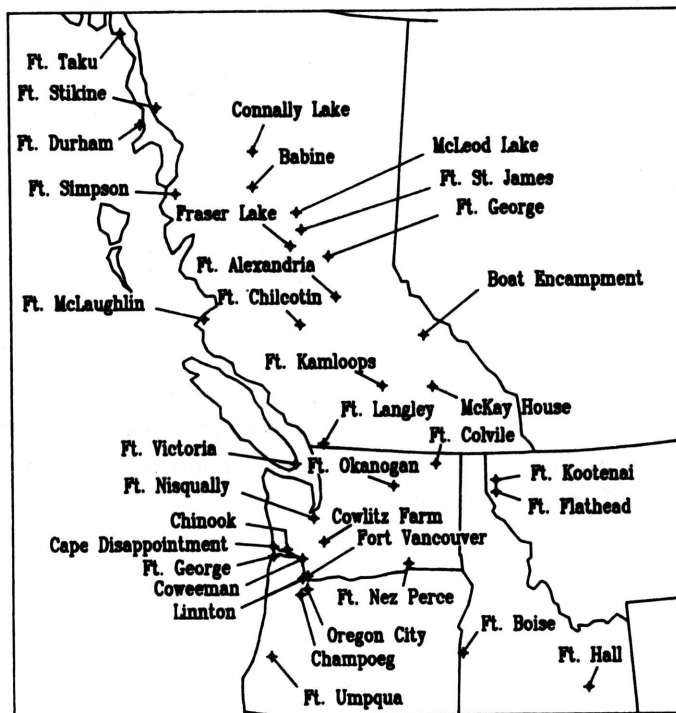 Ft. Taku
Ft. Stikine
Connally Lake
Ft. Durham
McLeod Lake
Babine
Ft. St. James
Ft. Simpson
Fraser Lake
Ft. George
Ft. Alexandria
Boat Encampment
Ft. McLaughlin
Ft. Chilcotin
Ft. Kamloops
Ft. Langley
McKay House
Ft. Colvile
Ft. Victoria
Ft. Okanogan
Ft. Kootenai
Ft. Nisqually
Ft. Flathead
Chinook
Cowlitz Farm
Cape Disappointment
Fort Vancouver
Ft. George
Coweeman
Linnton
Ft. Nez Perce
Oregon City
Ft. Boise
Champoeg
Ft. Hall
Ft. Umpqua